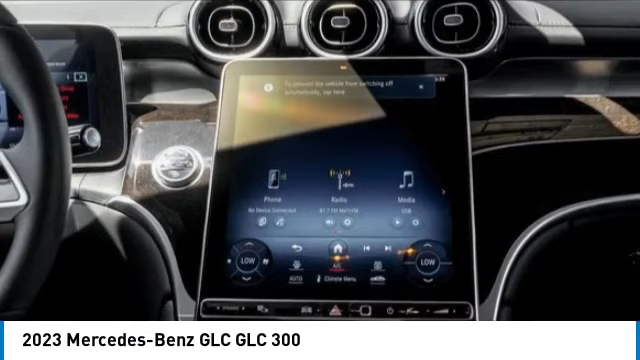 To prevent the vehicle from switching off
automatically, tap here.
Phone
Radio
Media
No Device Connected
USB
LOW
LOW
AUTO
A/C
Climate Menu
2023 Mercedes-Benz GLC GLC 300